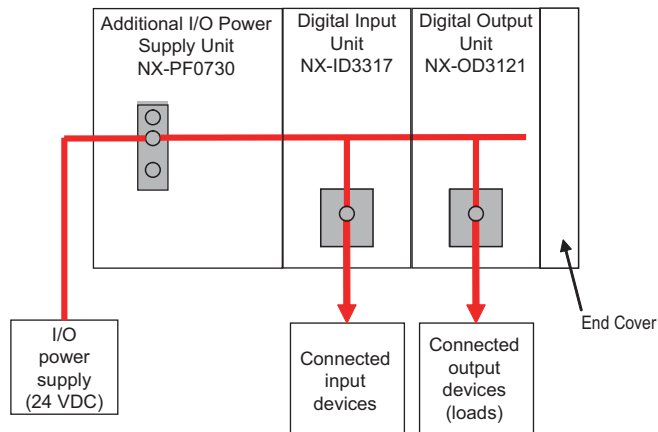 Additional I/O Power
Supply Unit
NX-PF0730
Digital Input
Unit
NX-ID3317
Digital Output
Unit
NX-OD3121
End Cover
I/O
power
supply
(24 VDC)
Connected
input
devices
Connected
output
devices
(loads)